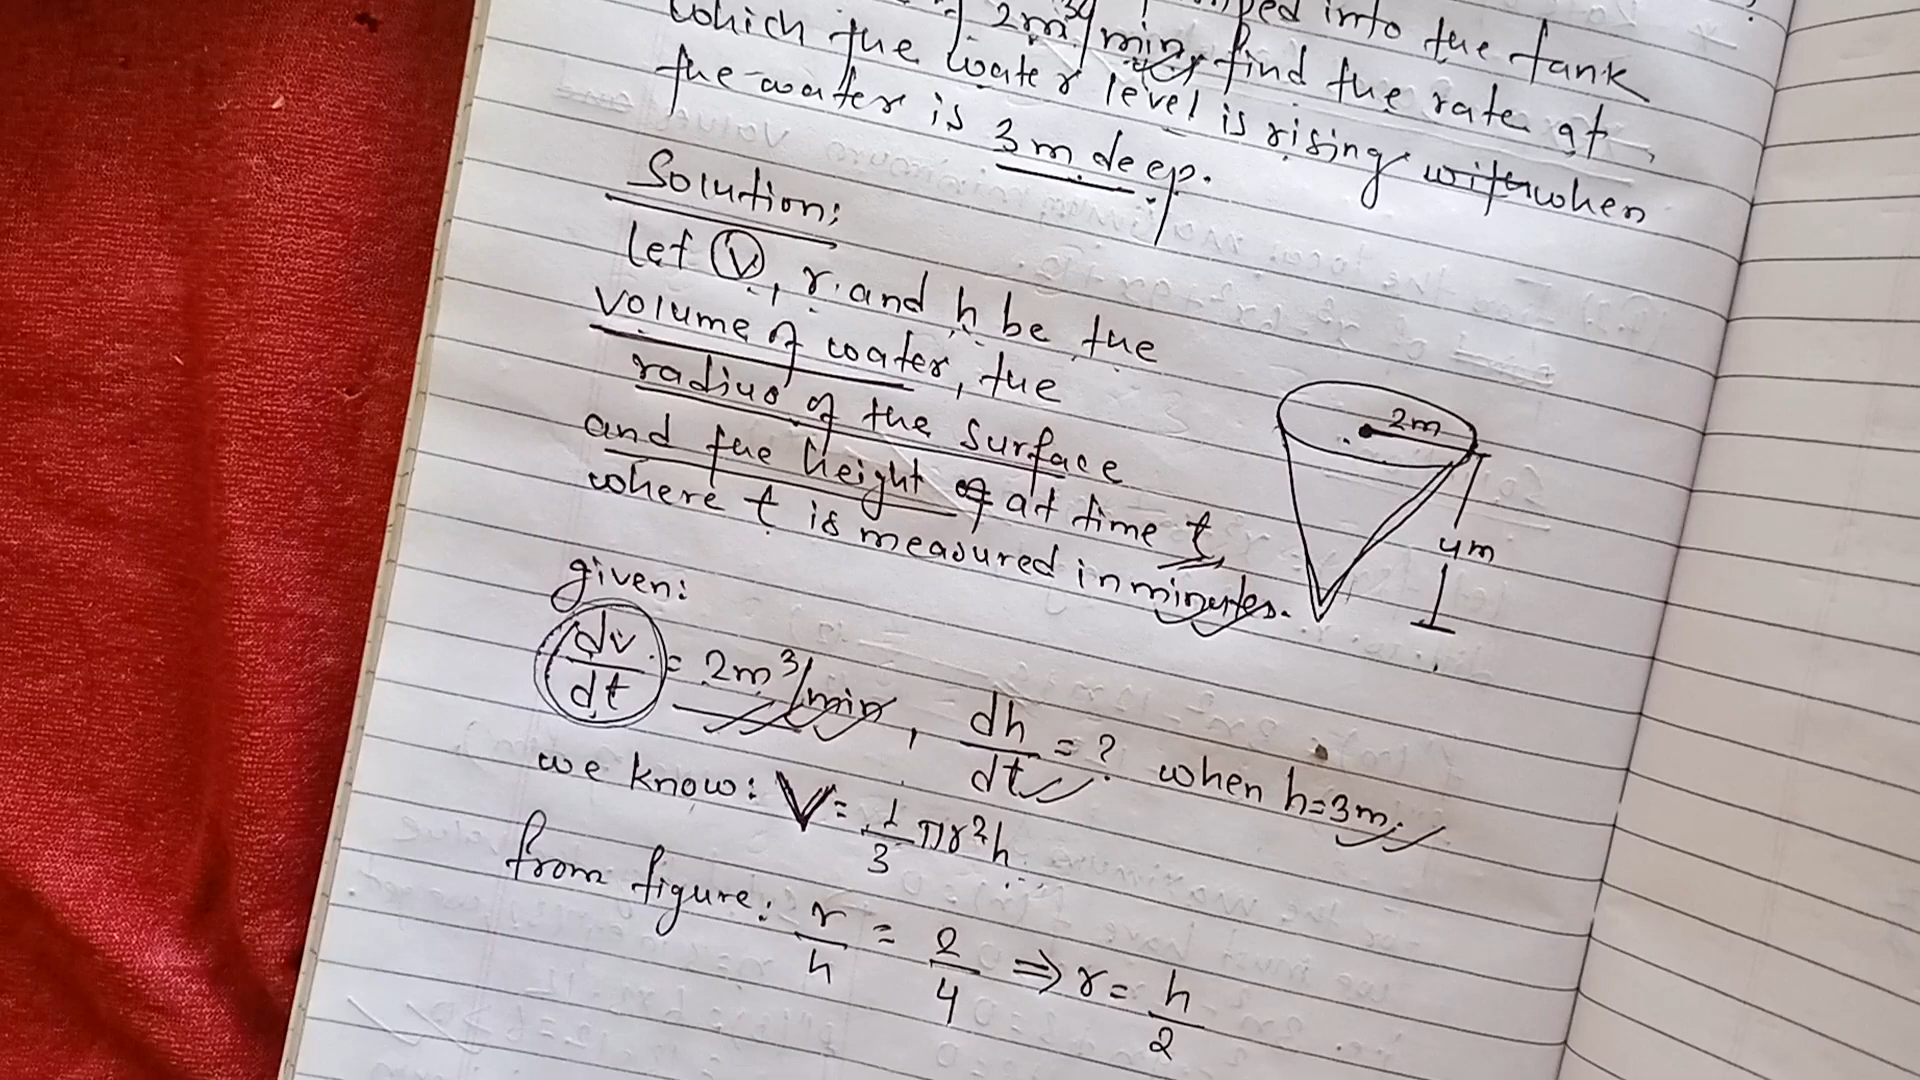 into the tank
2m³/min, find the rate at
which the water level is rising when
the water is 3m deep.
Solution:
let V, r and h be the
volume of water, the
radius of the surface
and the height at time t,
where t is measured in minutes.
2m
4m
given:
dv/dt = 2m³/min, dh/dt = ? when h=3m.
we know: V = 1/3 πr²h
from figure: r/h = 2/4 ⇒ r = h/2